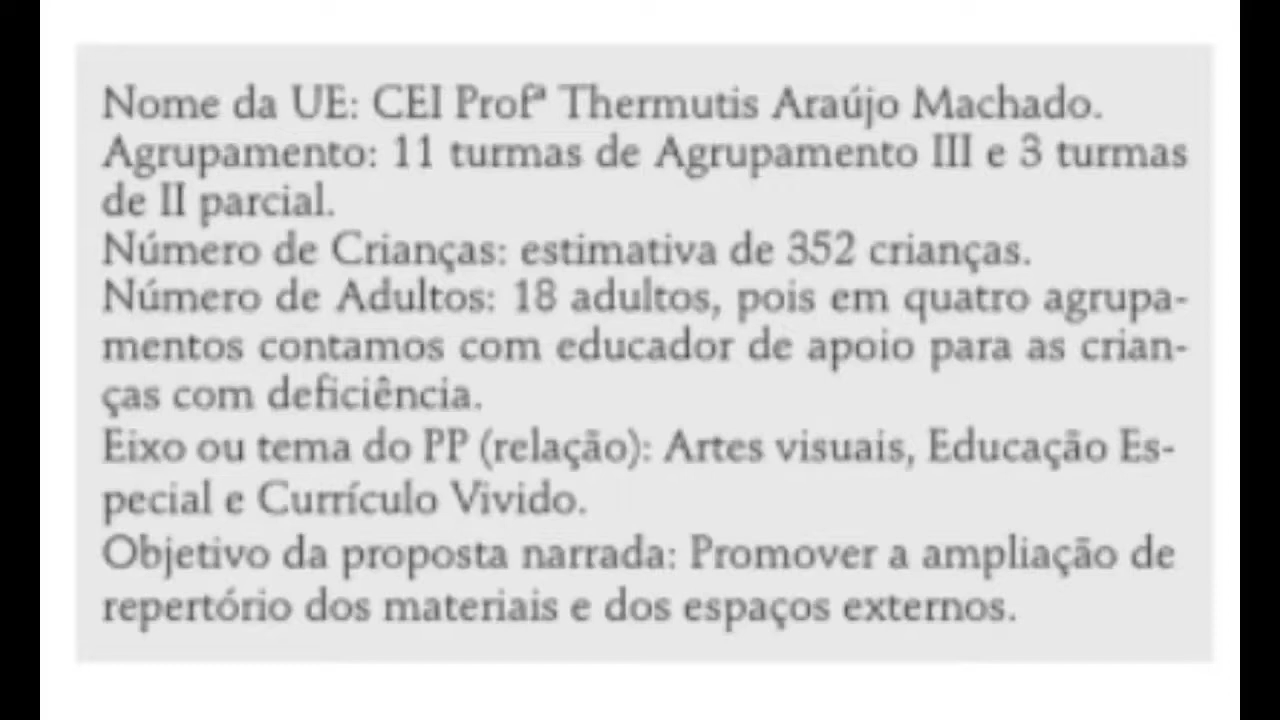 Nome da UE: CEI Profª Thermutis Araújo Machado.
Agrupamento: 11 turmas de Agrupamento III e 3 turmas
de II parcial.
Número de Crianças: estimativa de 352 crianças.
Número de Adultos: 18 adultos, pois em quatro agrupa-
mentos contamos com educador de apoio para as crian-
ças com deficiência.
Eixo ou tema do PP (relação): Artes visuais, Educação Es-
pecial e Currículo Vivido.
Objetivo da proposta narrada: Promover a ampliação de
repertório dos materiais e dos espaços externos.